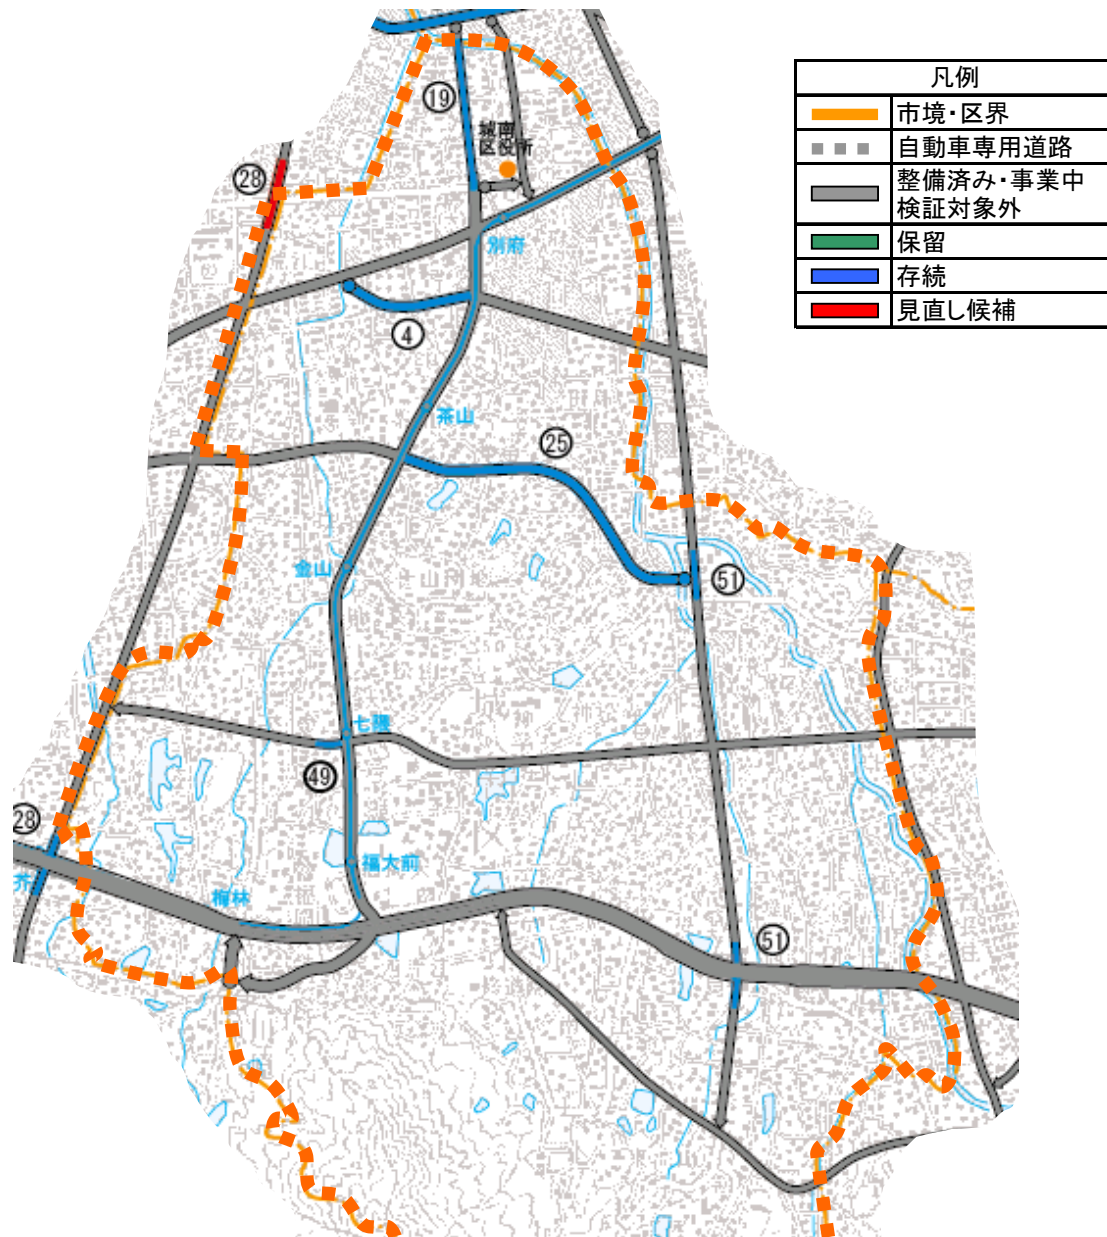 凡例
市境・区界
自動車専用道路
整備済み・事業中
検証対象外
保留
存続
見直し候補
19
城南
区役所
28
別府
4
茶山
25
金山
51
七隈
49
28
福大前
芥
梅林
51